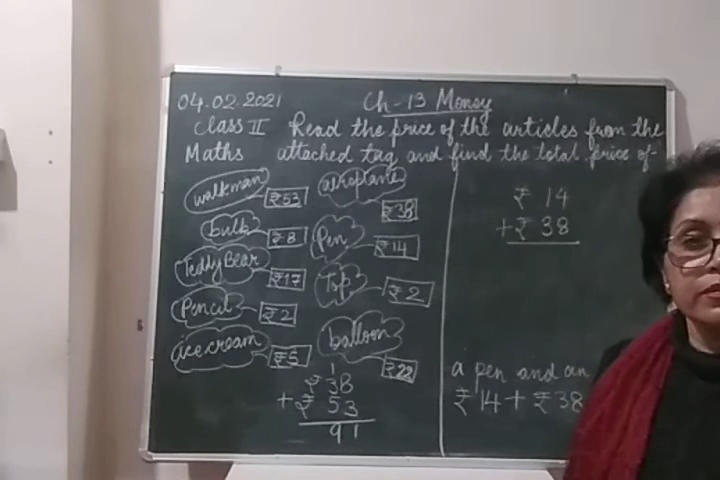 04.02.2021
Ch-13 Money
Class II Read the price of the articles from the
Maths attached tag and find the total price of-
walkman ₹53
aeroplane ₹38
bulb ₹8
Pen ₹14
Teddy Bear ₹17
Top ₹2
Pencil ₹2
balloon ₹22
ice cream ₹5
1
₹ 38
+ ₹ 53
91
₹ 14
+ ₹ 38
a pen and an
₹14 + ₹38